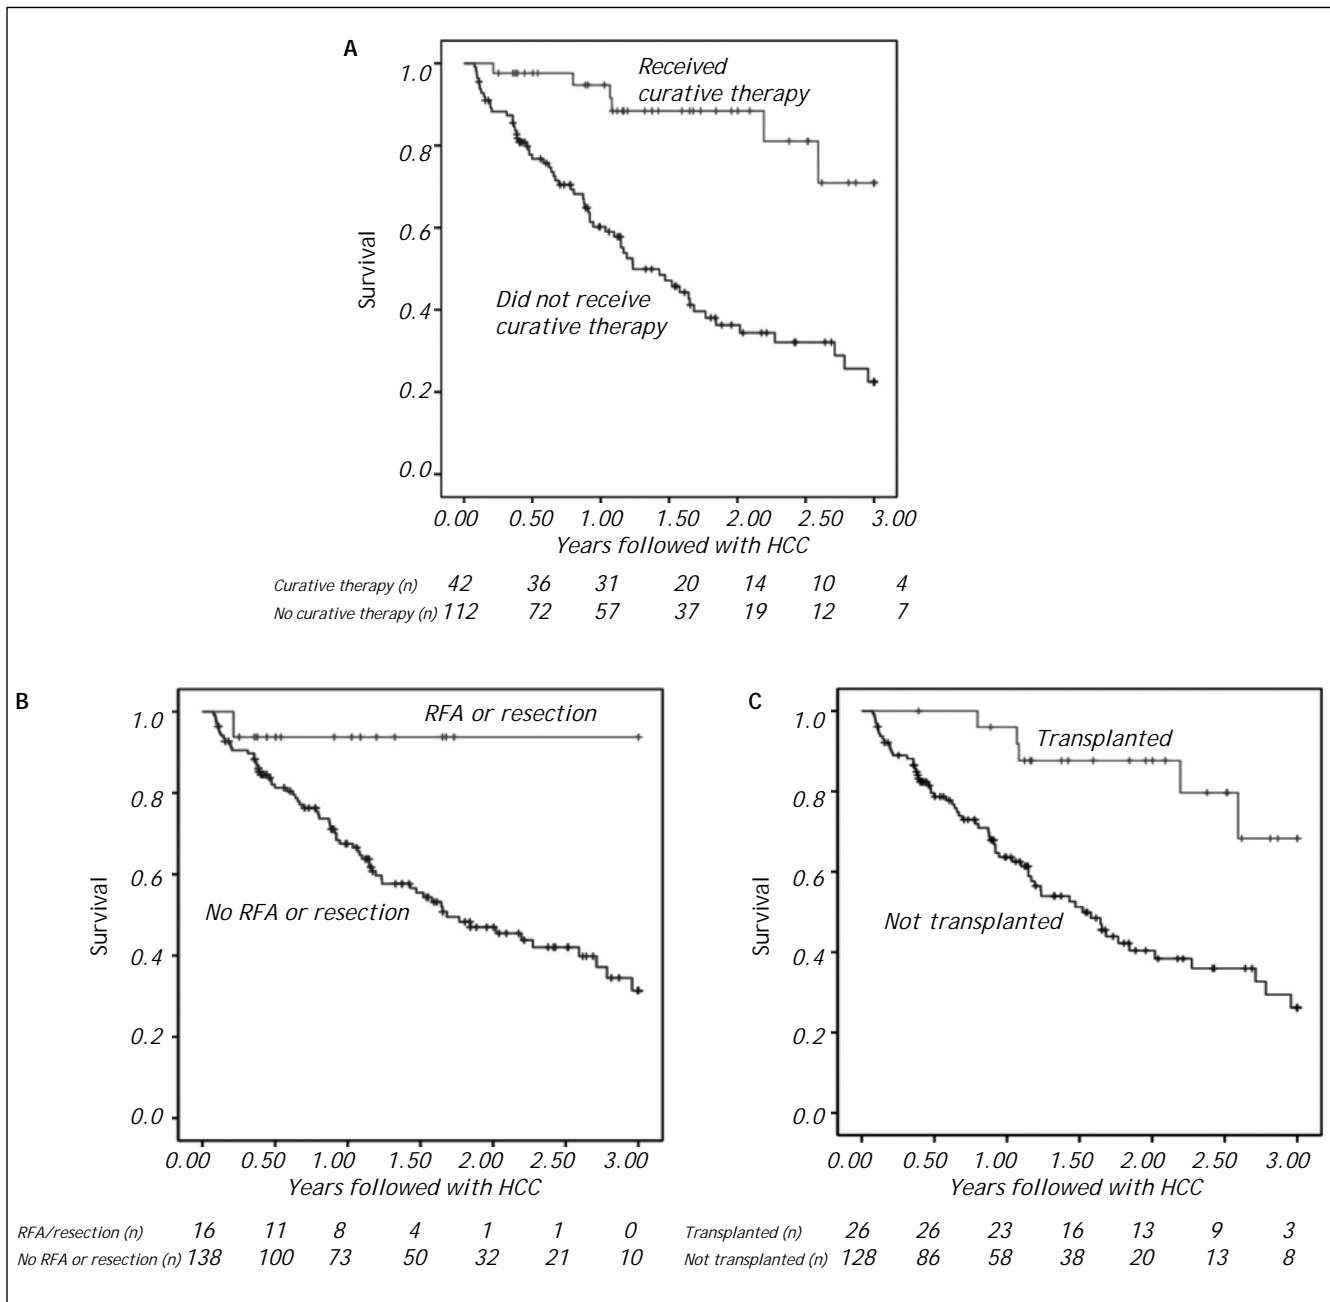 A
1.0
0.8
0.6
0.4
0.2
0.0
Survival
Received
curative therapy
Did not receive
curative therapy
0.00 0.50 1.00 1.50 2.00 2.50 3.00
Years followed with HCC
Curative therapy (n) 42 36 31 20 14 10 4
No curative therapy (n) 112 72 57 37 19 12 7
B
1.0
0.8
0.6
0.4
0.2
0.0
Survival
RFA or resection
No RFA or resection
0.00 0.50 1.00 1.50 2.00 2.50 3.00
Years followed with HCC
RFA/resection (n) 16 11 8 4 1 1 0
No RFA or resection (n) 138 100 73 50 32 21 10
C
1.0
0.8
0.6
0.4
0.2
0.0
Survival
Transplanted
Not transplanted
0.00 0.50 1.00 1.50 2.00 2.50 3.00
Years followed with HCC
Transplanted (n) 26 26 23 16 13 9 3
Not transplanted (n) 128 86 58 38 20 13 8